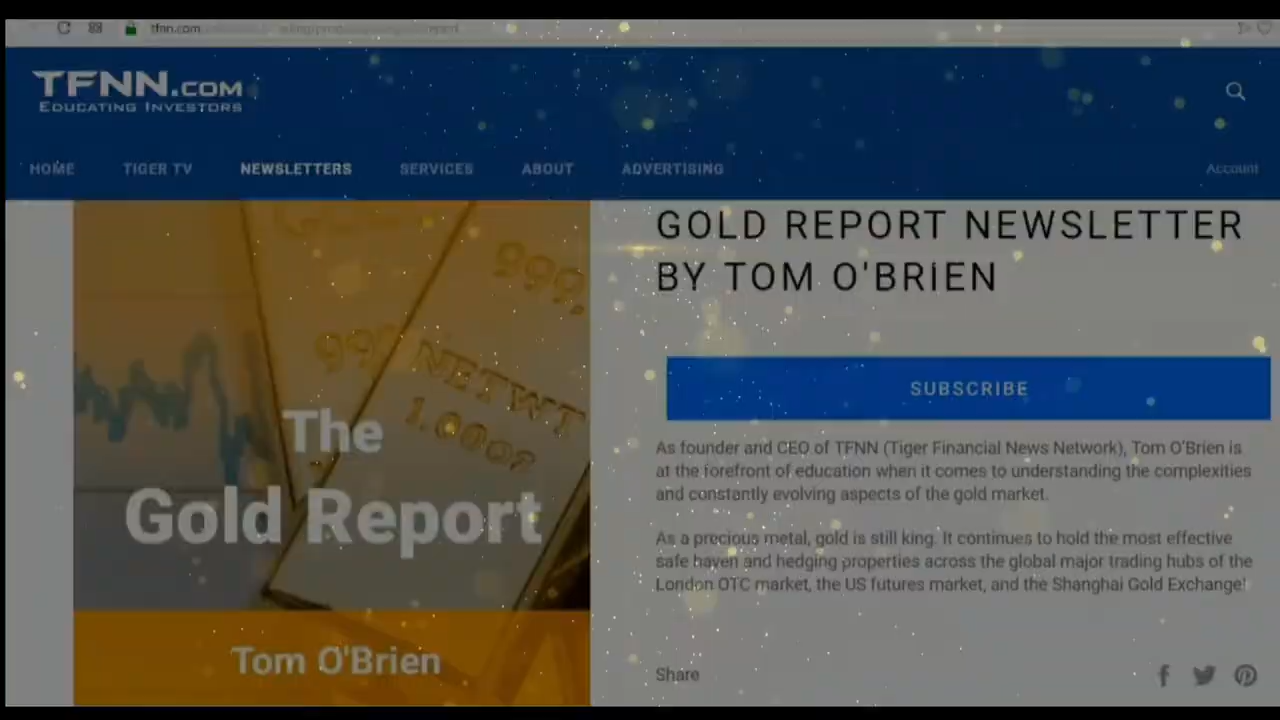 tfnn.com
TFNN.COM
EDUCATING INVESTORS
HOME TIGER TV NEWSLETTERS SERVICES ABOUT ADVERTISING Account
GOLD REPORT NEWSLETTER
BY TOM O'BRIEN
SUBSCRIBE
As founder and CEO of TFNN (Tiger Financial News Network), Tom O'Brien is
at the forefront of education when it comes to understanding the complexities
and constantly evolving aspects of the gold market.
As a precious metal, gold is still king. It continues to hold the most effective
safe haven and hedging properties across the global major trading hubs of the
London OTC market, the US futures market, and the Shanghai Gold Exchange!
Share
999,
NET WT
The
Gold Report
Tom O'Brien